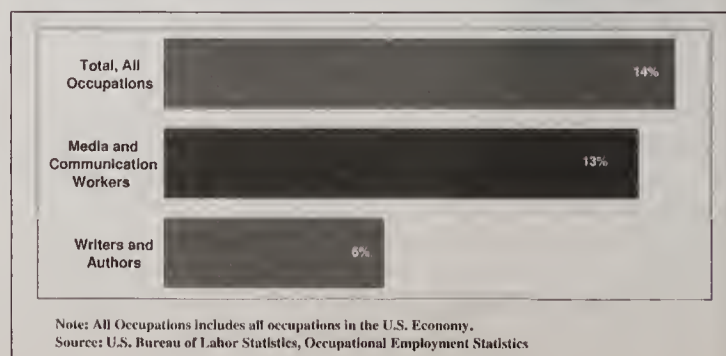 Total, All
Occupations
14%
Media and
Communication
Workers
13%
Writers and
Authors
6%
Note: All Occupations includes all occupations in the U.S. Economy.
Source: U.S. Bureau of Labor Statistics, Occupational Employment Statistics